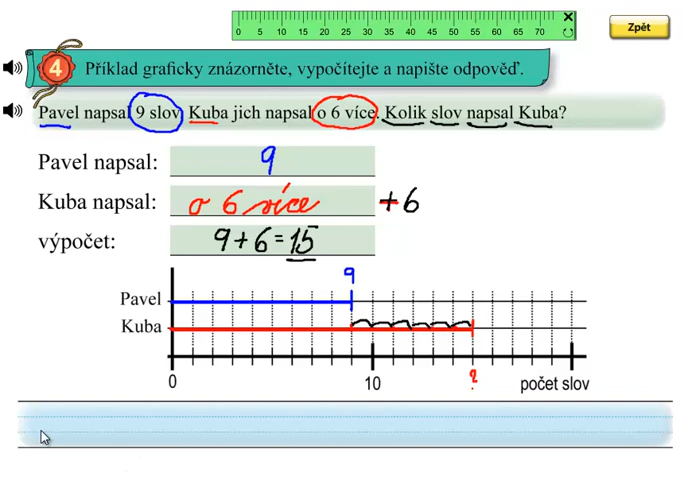 0 5 10 15 20 25 30 35 40 45 50 55 60 65 70
Zpět
4 Příklad graficky znázorněte, vypočítejte a napište odpověď.
Pavel napsal 9 slov. Kuba jich napsal o 6 více. Kolik slov napsal Kuba?
Pavel napsal: 9
Kuba napsal: o 6 více +6
výpočet: 9+6=15
9
Pavel
Kuba
0 10 ? počet slov